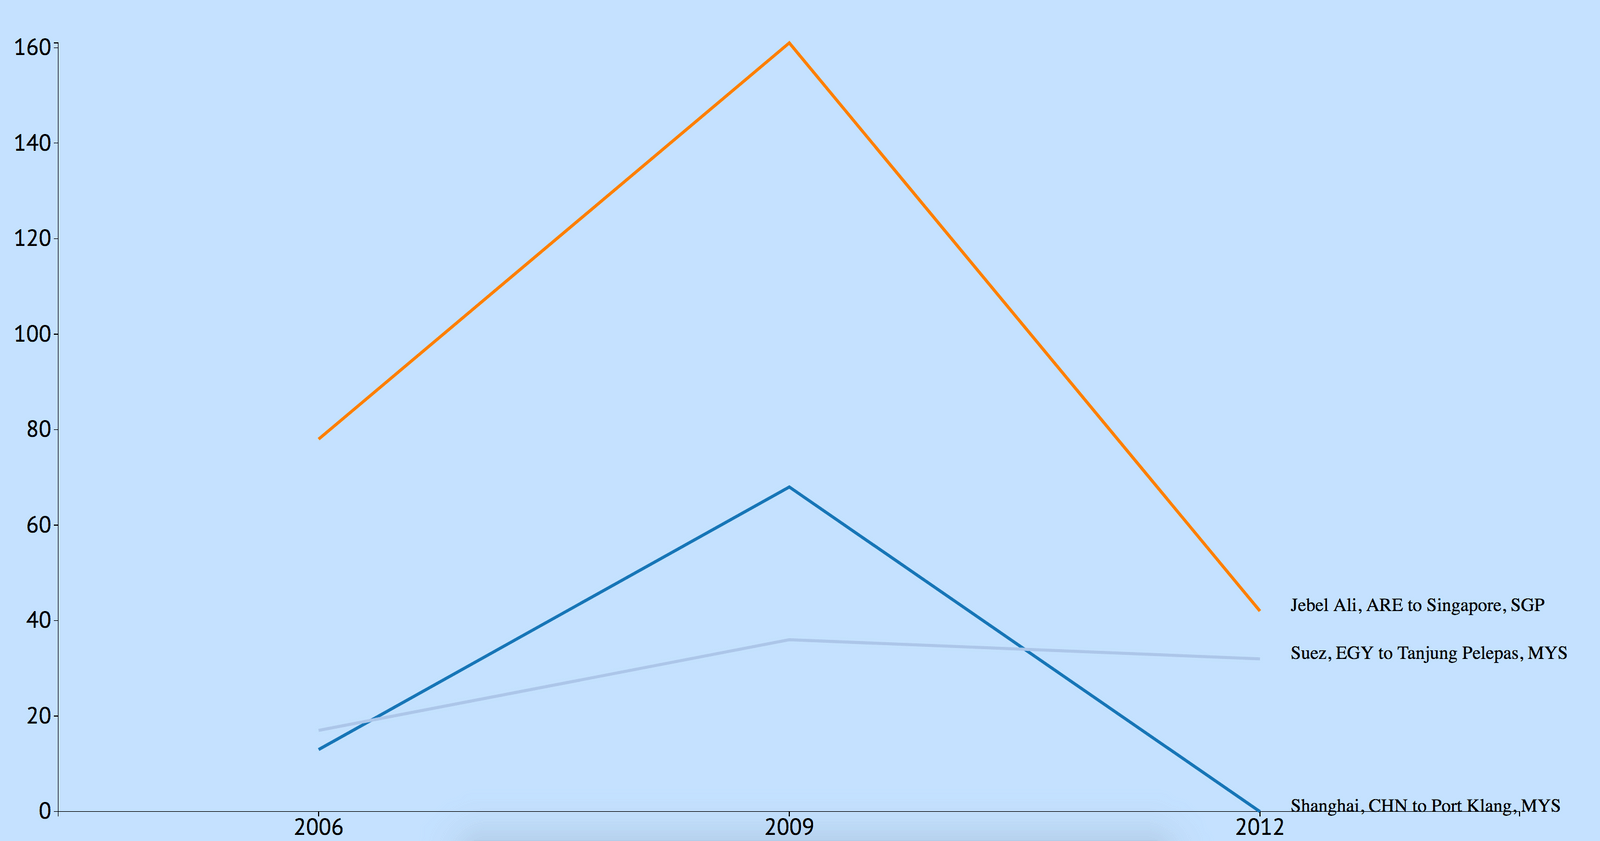 160
140
120
100
80
60
40
20
0
Jebel Ali, ARE to Singapore, SGP
Suez, EGY to Tanjung Pelepas, MYS
Shanghai, CHN to Port Klang, MYS
2006 2009 2012